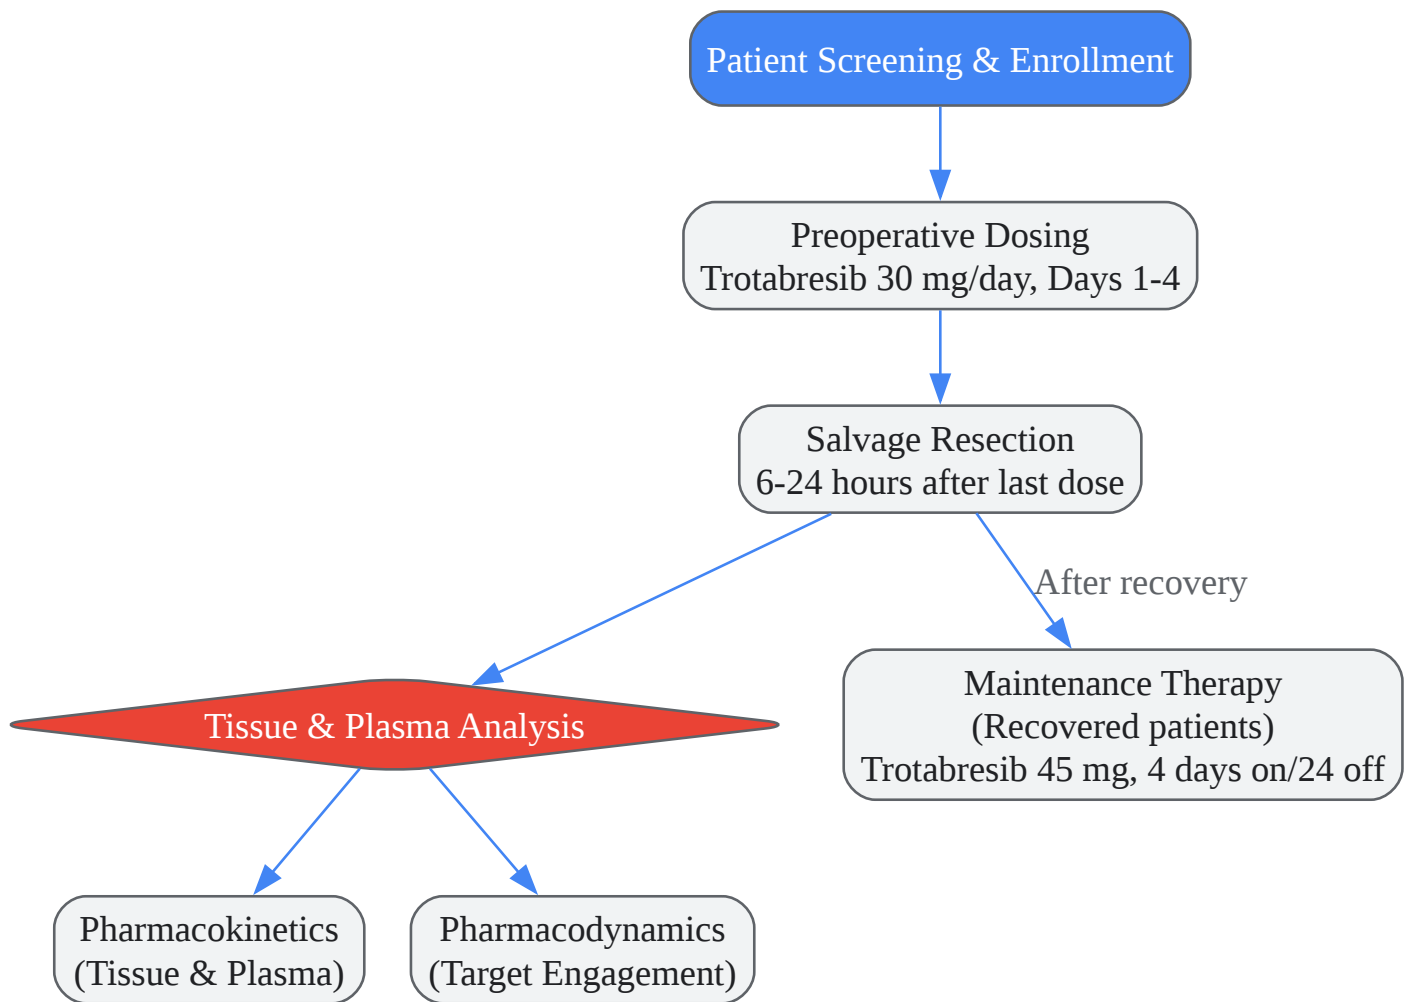 Patient Screening & Enrollment
Preoperative Dosing
Trotabresib 30 mg/day, Days 1-4
Salvage Resection
6-24 hours after last dose
After recovery
Tissue & Plasma Analysis
Maintenance Therapy
(Recovered patients)
Trotabresib 45 mg, 4 days on/24 off
Pharmacokinetics
(Tissue & Plasma)
Pharmacodynamics
(Target Engagement)